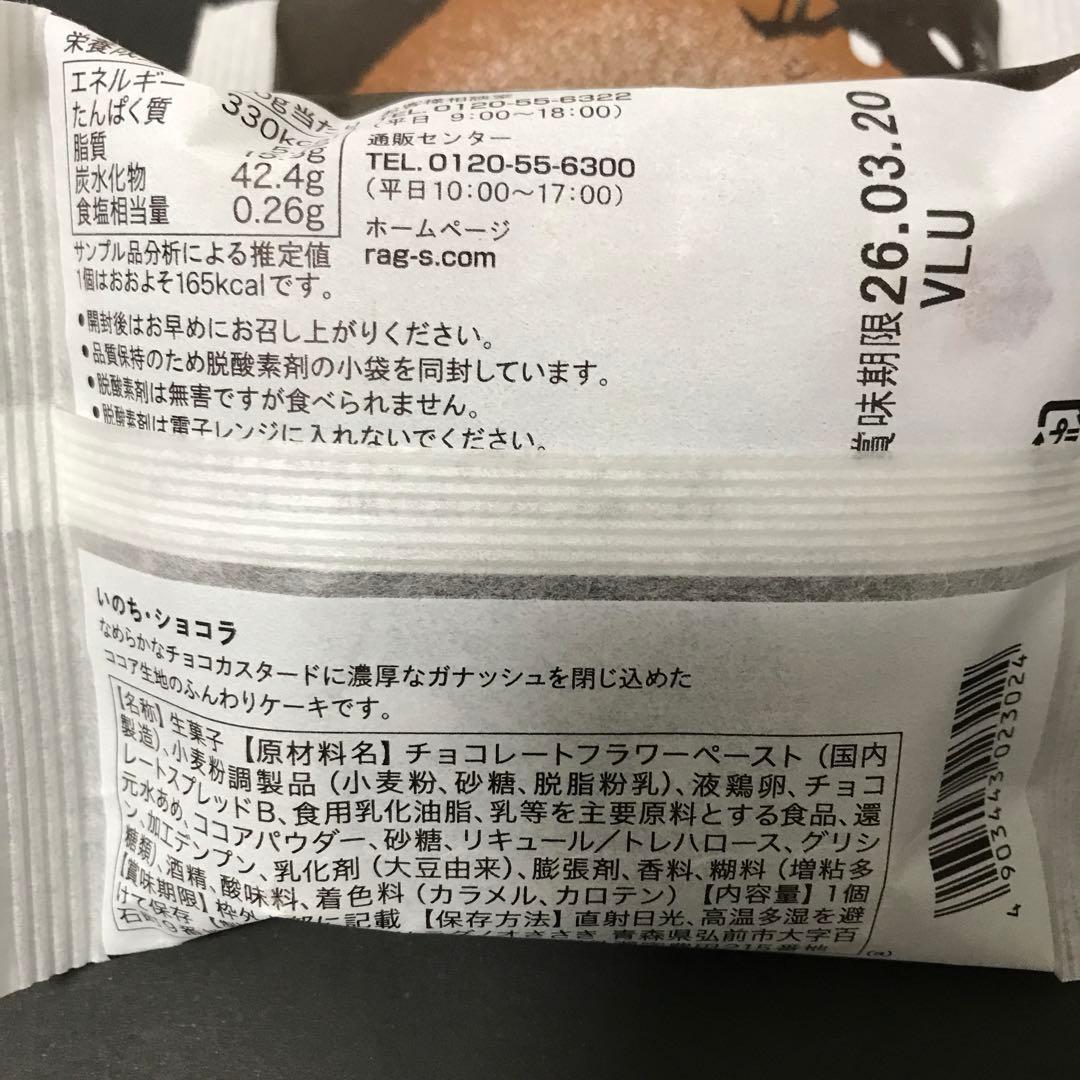 エネルギー 330kc
たんぱく質
脂質
炭水化物 42.4g
食塩相当量 0.26g
サンプル品分析による推定値
1個はおおよそ165kcalです。
TEL. 0120-55-6322
(平日 9:00〜18:00)
通販センター
TEL. 0120-55-6300
(平日10:00〜17:00)
ホームページ
rag-s.com
•開封後はお早めにお召し上がりください。
•品質保持のため脱酸素剤の小袋を同封しています。
•脱酸素剤は無害ですが食べられません。
•脱酸素剤は電子レンジに入れないでください。
賞味期限26.03.20
VLU
いのち・ショコラ
なめらかなチョコカスタードに濃厚なガナッシュを閉じ込めた
ココア生地のふんわりケーキです。
【名称】生菓子 【原材料名】チョコレートフラワーペースト(国内
製造)、小麦粉調製品(小麦粉、砂糖、脱脂粉乳)、液鶏卵、チョコ
レートスプレッドB、食用乳化油脂、乳等を主要原料とする食品、還
元水あめ、ココアパウダー、砂糖、リキュール/トレハロース、グリシ
ン、加工デンプン、乳化剤(大豆由来)、膨張剤、香料、糊料(増粘多
糖類)、酒精、酸味料、着色料(カラメル、カロテン)【内容量】1個
【賞味期限】枠外 部に記載 【保存方法】直射日光、高温多湿を避
けて保存 青森県弘前市大字百
4903443023024